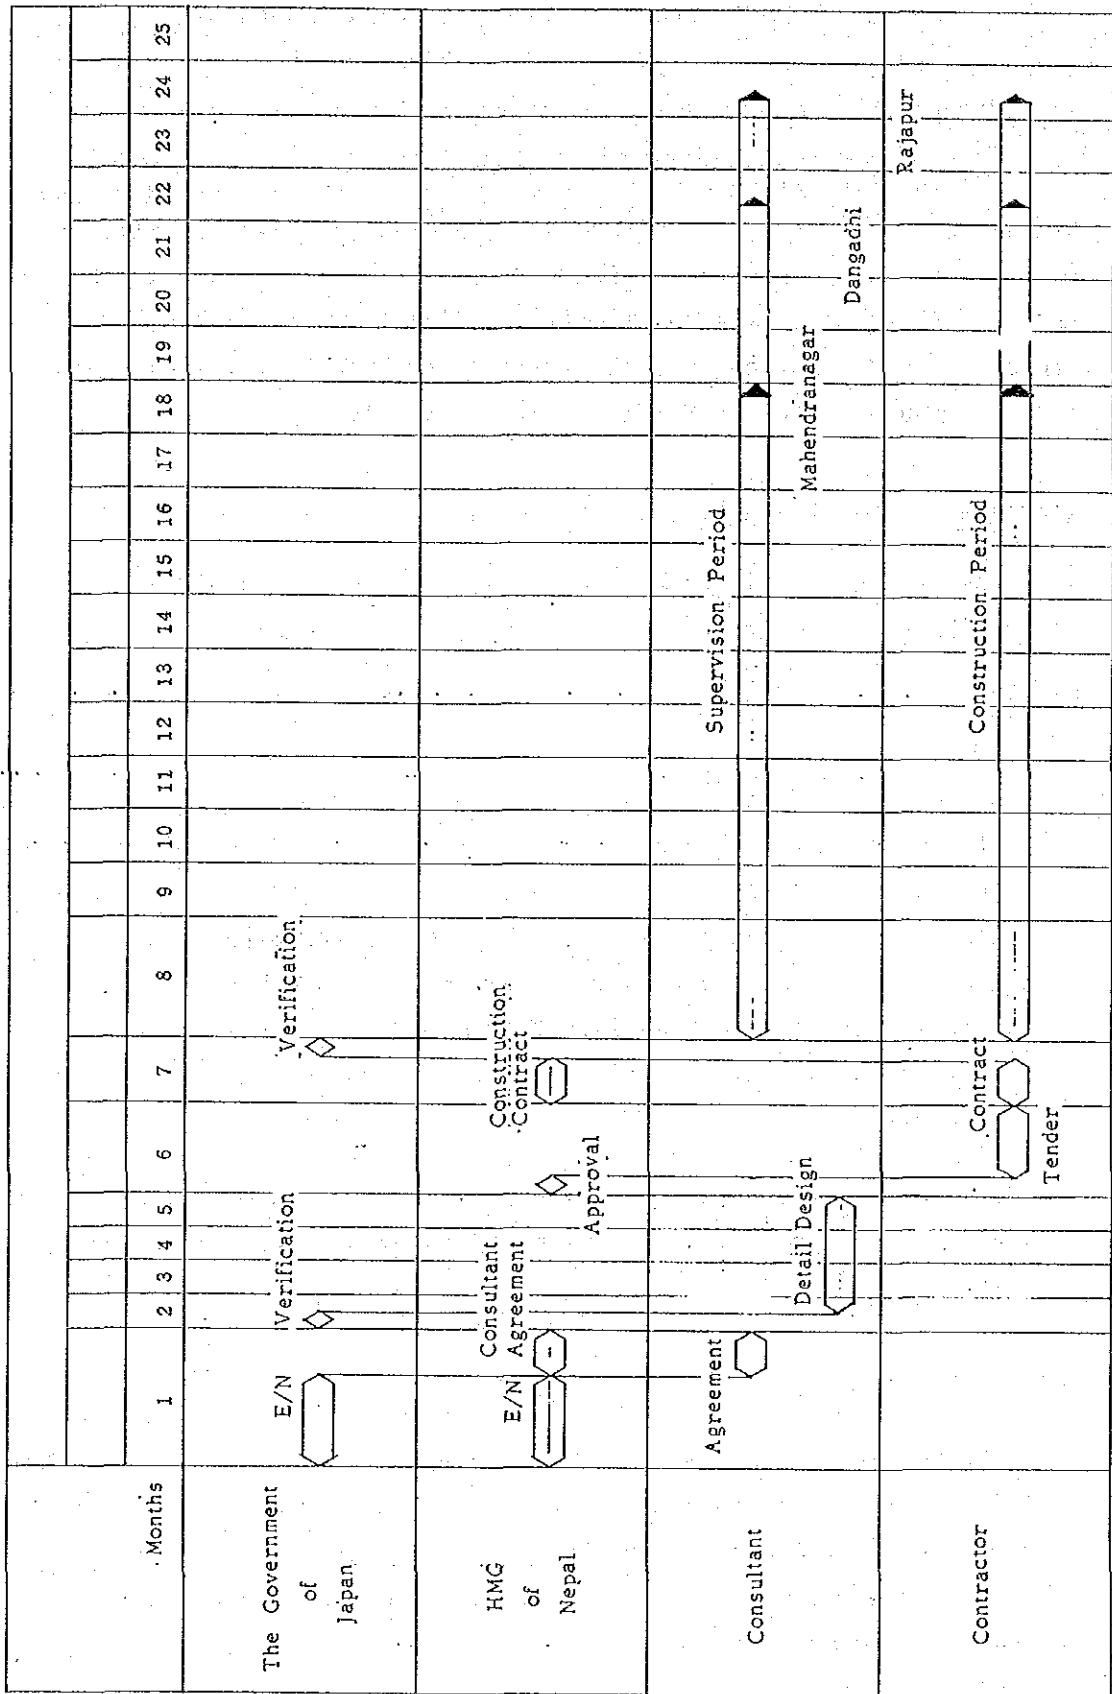 Months 1 2 3 4 5 6 7 8 9 10 11 12 13 14 15 16 17 18 19 20 21 22 23 24 25
The Government
of
Japan
E/N
Verification
Verification
HMG
of
Nepal
E/N
Consultant
Agreement
Approval
Construction
Contract
Consultant
Agreement
Detail Design
Supervision Period
Mahendranagar
Dangadhi
Rajapur
Contractor
Tender
Contract
Construction Period